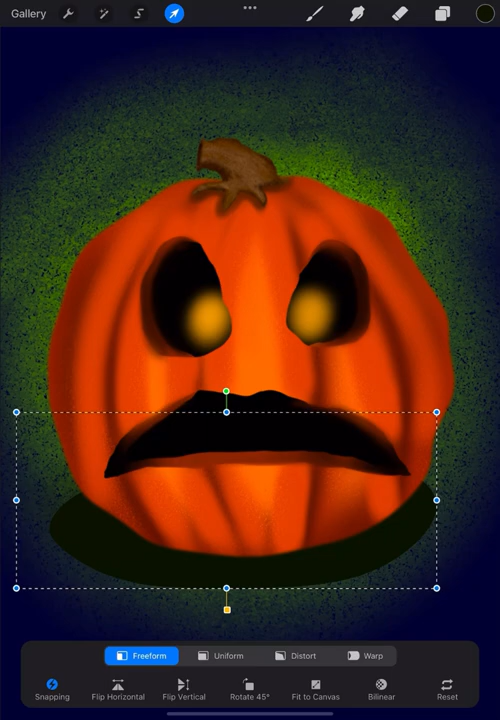 Gallery
Freeform Uniform Distort Warp
Snapping Flip Horizontal Flip Vertical Rotate 45° Fit to Canvas Bilinear Reset